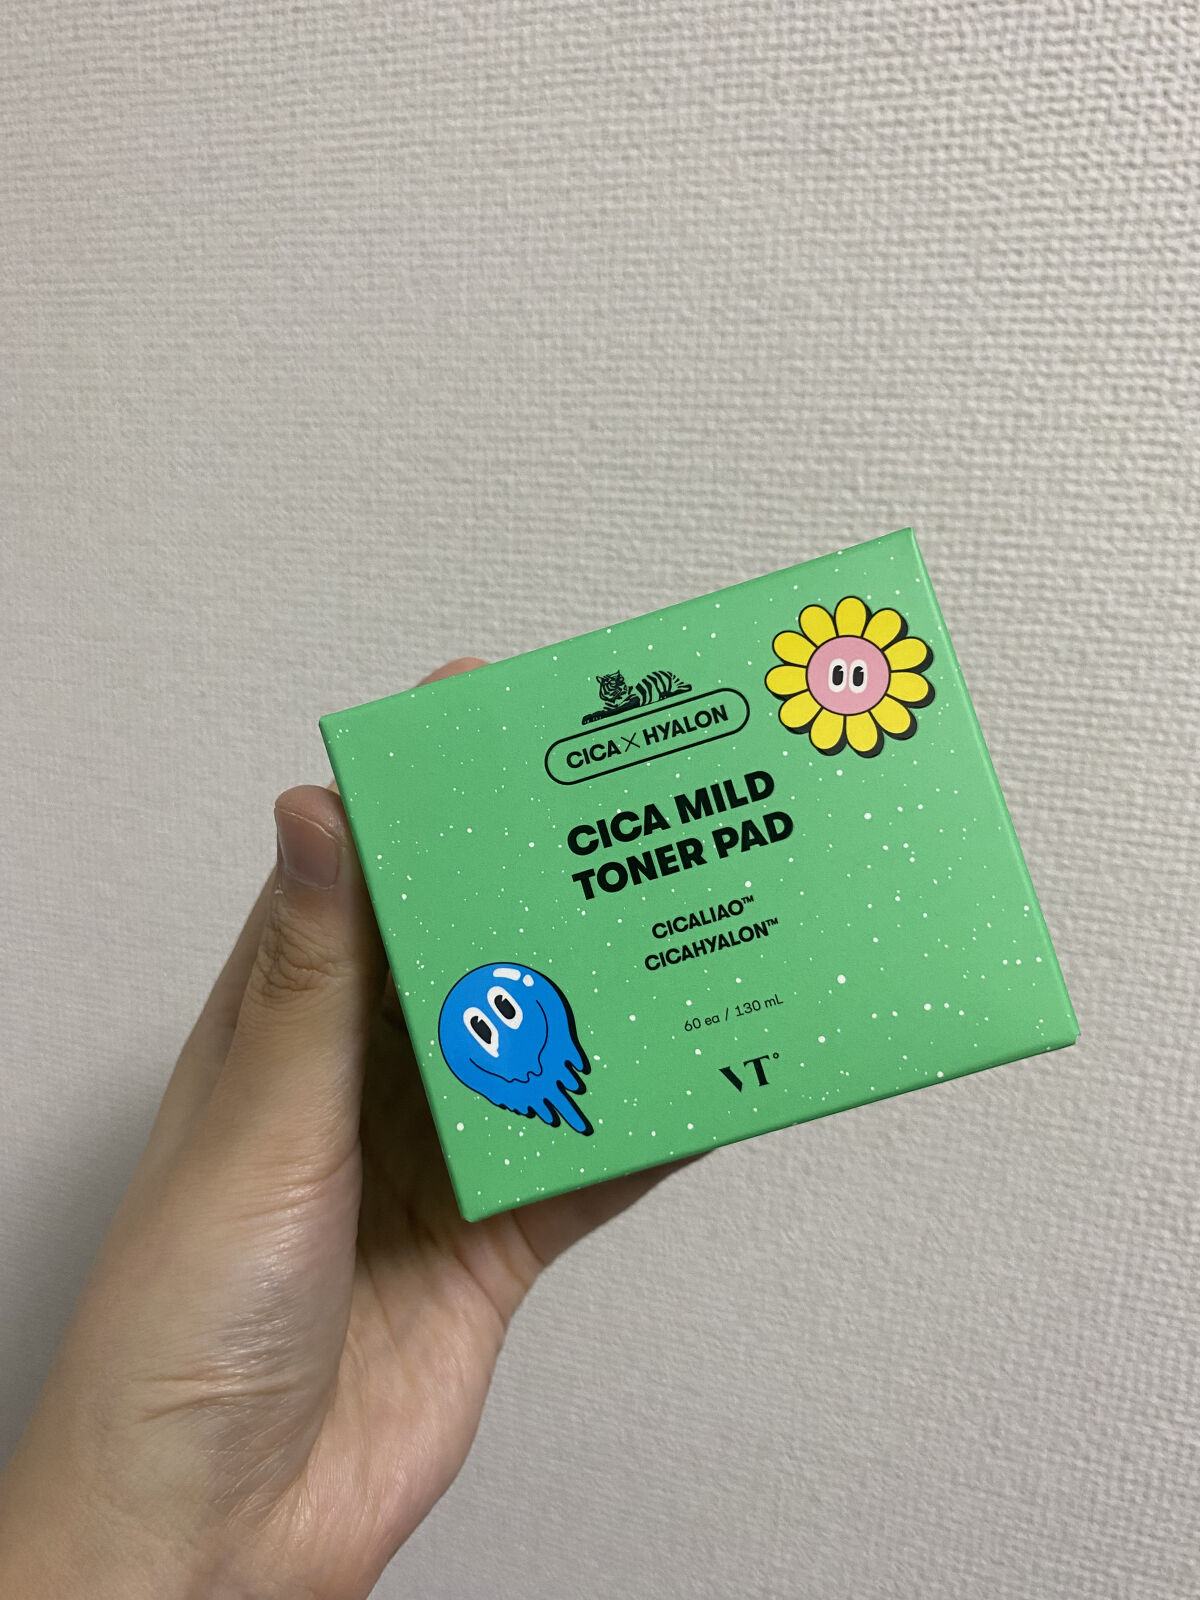 CICA × HYALON
CICA MILD
TONER PAD
CICALIAO™
CICAHYALON™
60 ea / 130 mL
VT°